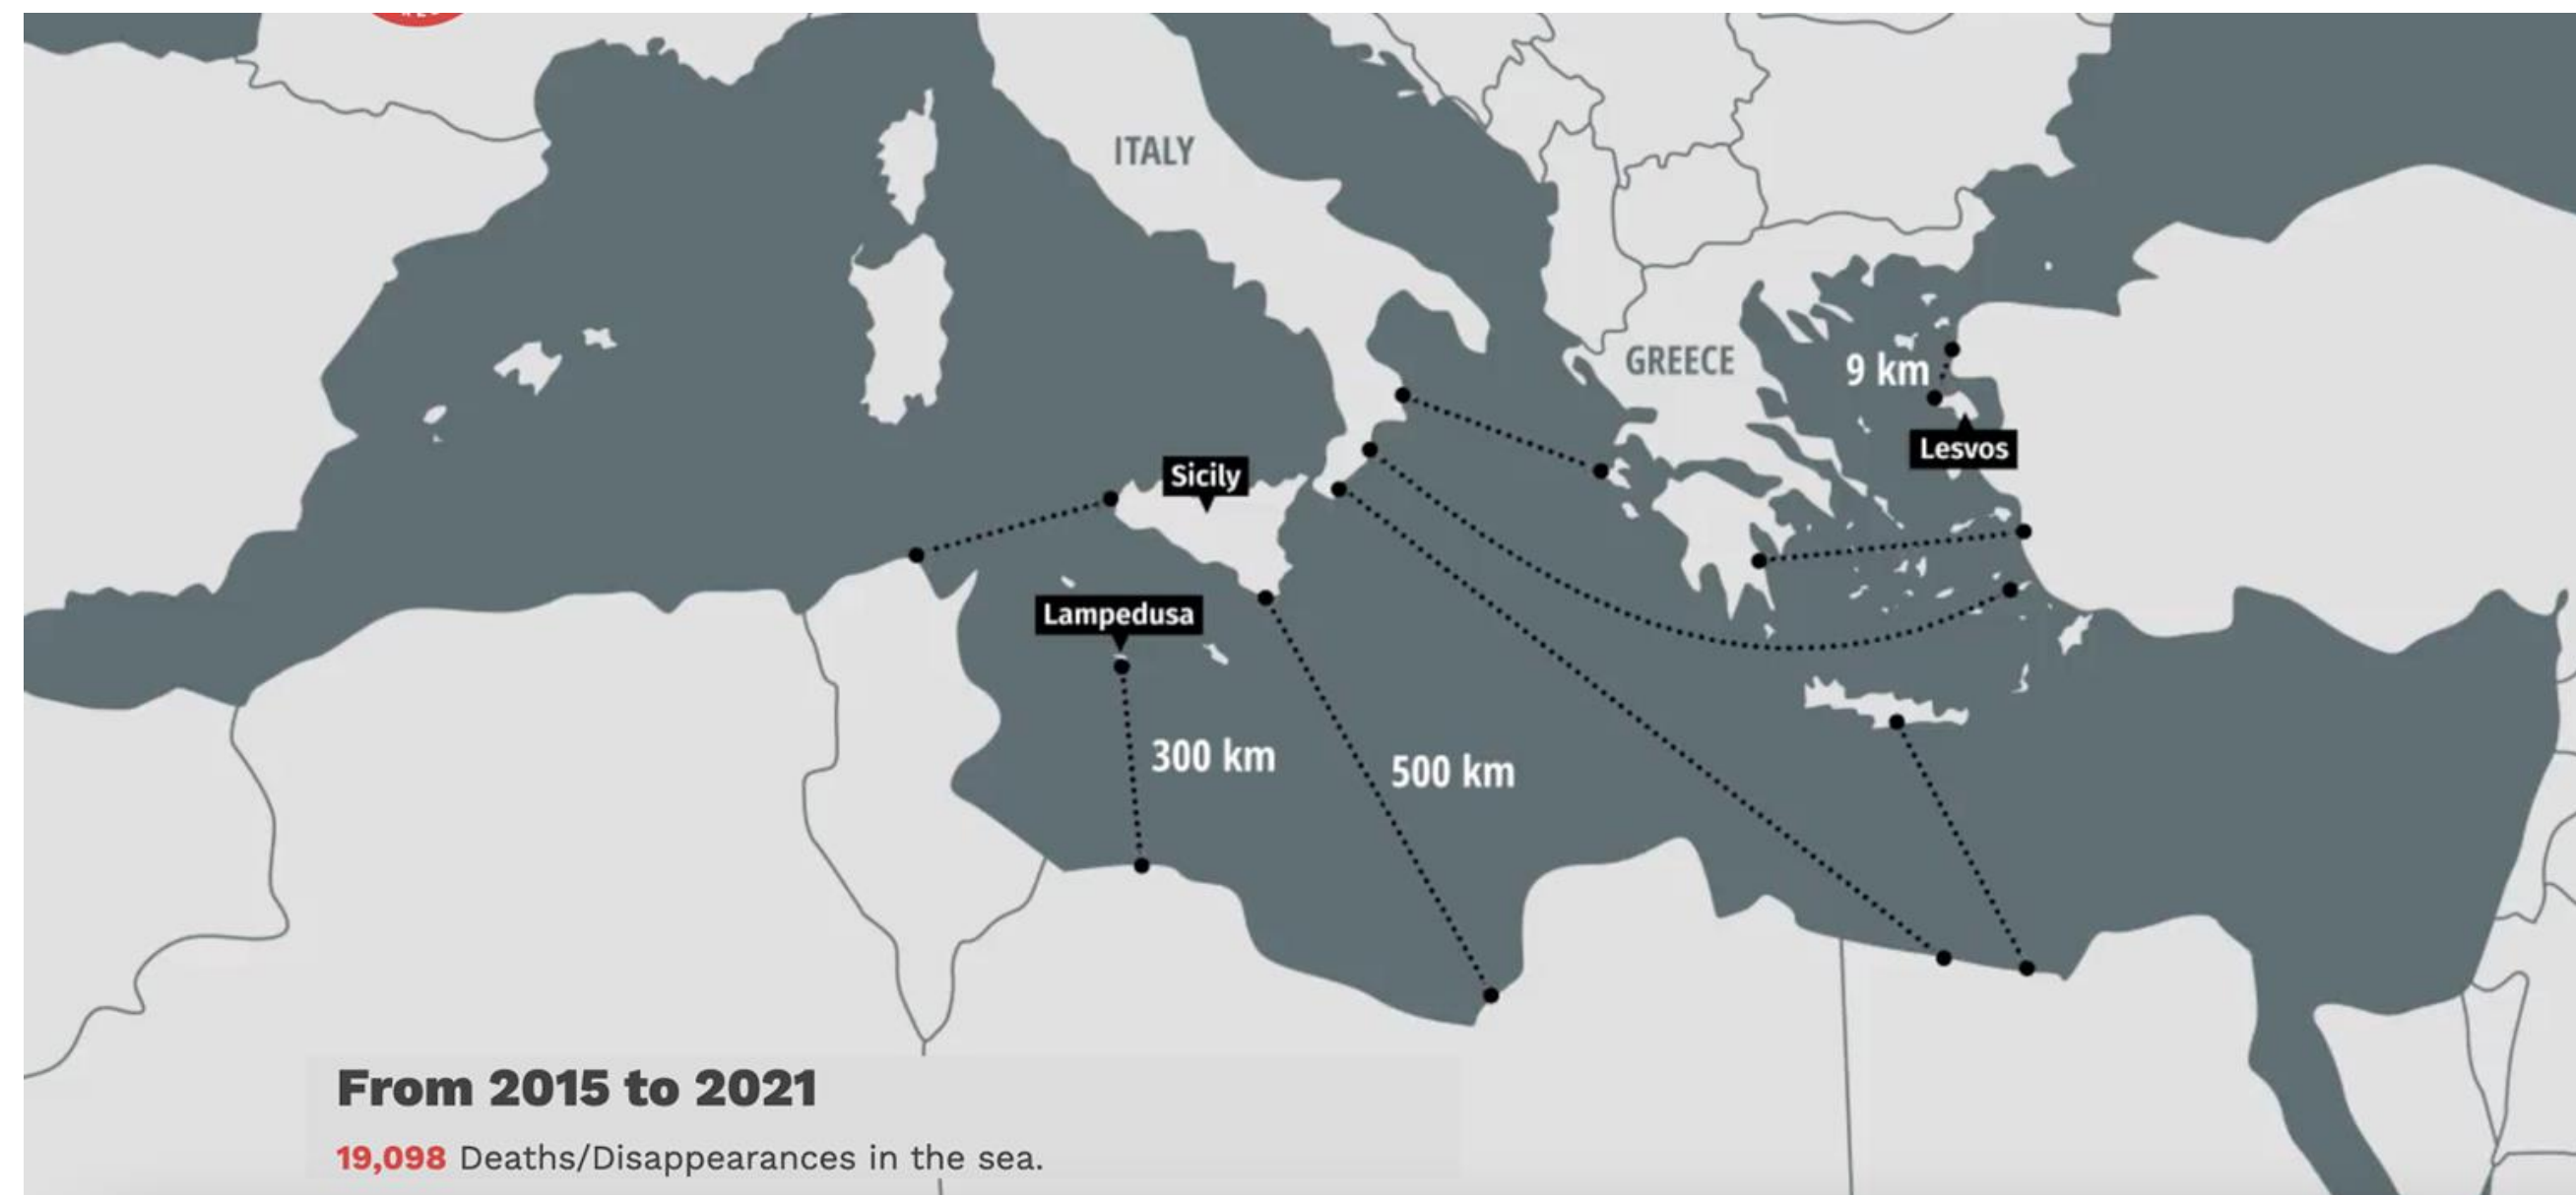 ITALY
GREECE
9 km
Lesvos
Sicily
Lampedusa
300 km
500 km
From 2015 to 2021
19,098 Deaths/Disappearances in the sea.